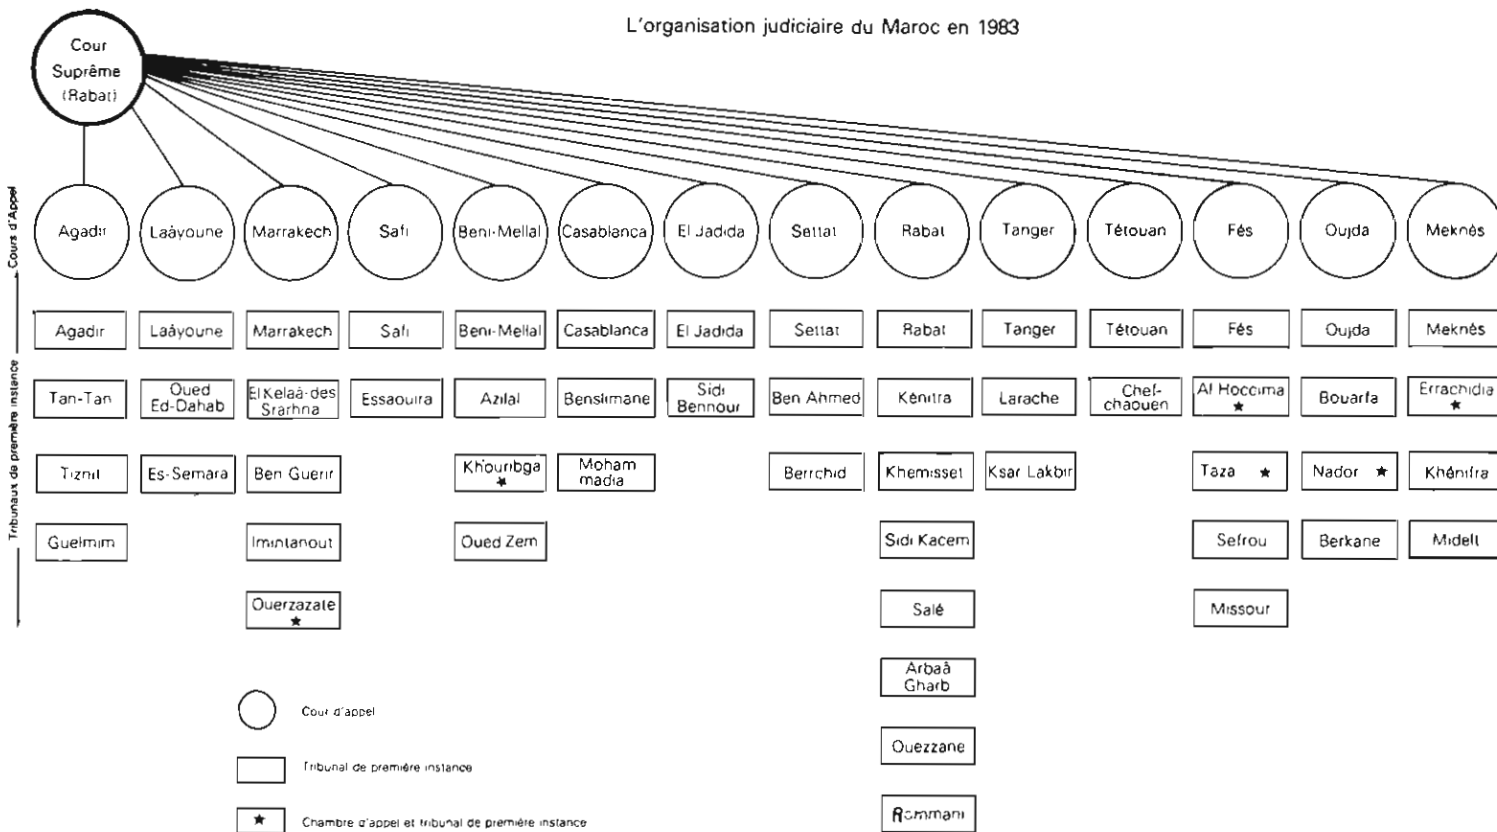 L'organisation judiciaire du Maroc en 1983
Cour
Suprême
(Rabat)
Cours d'Appel
Agadir
Laâyoune
Marrakech
Safi
Beni-Mellal
Casablanca
El Jadida
Settat
Rabat
Tanger
Tétouan
Fés
Oujda
Meknès
Tribunaux de première instance
Agadir
Laâyoune
Marrakech
Safi
Beni-Mellal
Casablanca
El Jadida
Settat
Rabat
Tanger
Tétouan
Fés
Oujda
Meknès
Tan-Tan
Oued
Ed-Dahab
El Kelaâ-des
Srarhna
Essaouira
Azilal
Benslimane
Sidi
Bennour
Ben Ahmed
Kénitra
Larache
Chef-
chaouen
Al Hoccima
★
Bouarfa
Errachidia
★
Tiznit
Es-Semara
Ben Guerir
Khouribga
★
Moham
madia
Berrchid
Khemisset
Ksar Lakbir
Taza ★
Nador ★
Khénifra
Guelmim
Imintanout
Oued Zem
Sidi Kacem
Sefrou
Berkane
Midelt
Ouerzazate
★
Salé
Missour
Arbaâ
Gharb
Ouezzane
Rommani
Cour d'appel
Tribunal de première instance
★ Chambre d'appel et tribunal de première instance